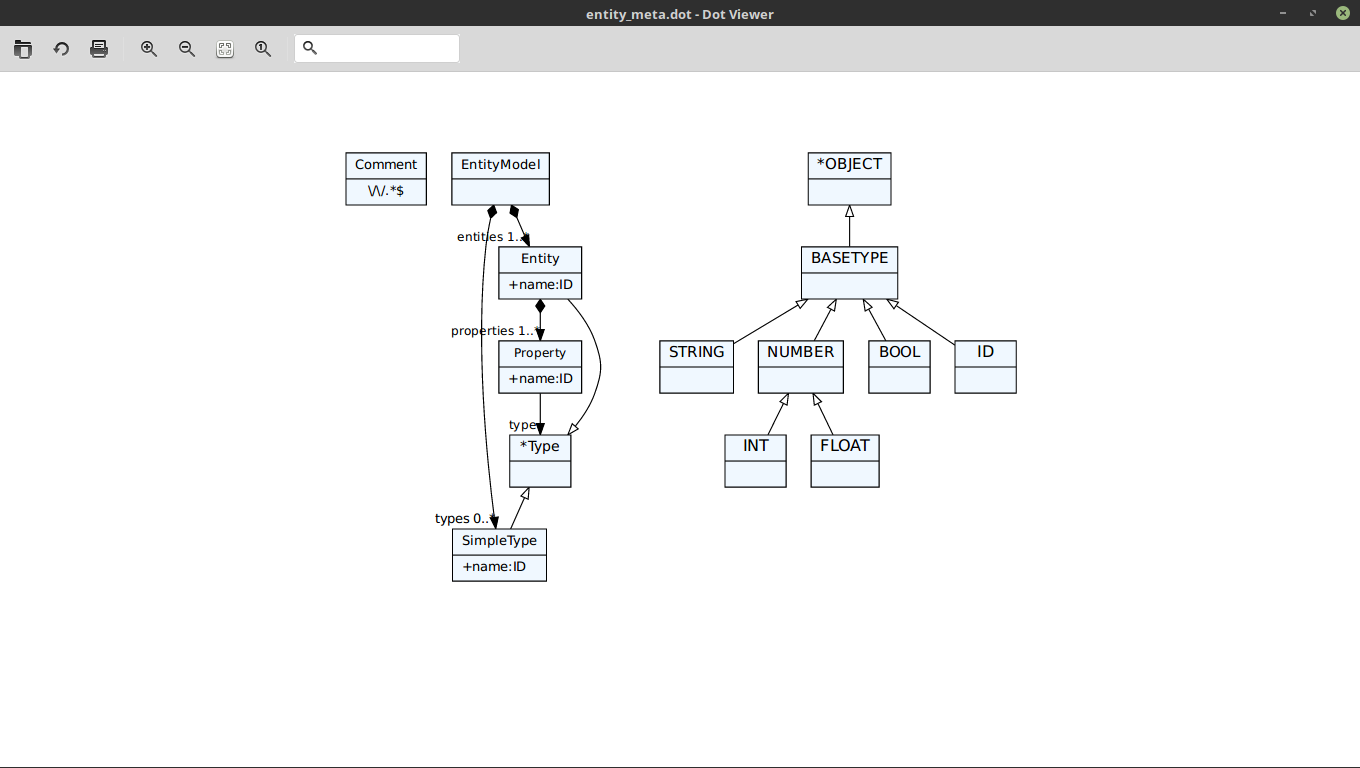 entity_meta.dot - Dot Viewer
Comment
\/\/.*$
EntityModel
*OBJECT
entities 1..*
Entity
+name:ID
BASETYPE
properties 1..*
Property
+name:ID
STRING
NUMBER
BOOL
ID
type
*Type
INT
FLOAT
types 0..*
SimpleType
+name:ID